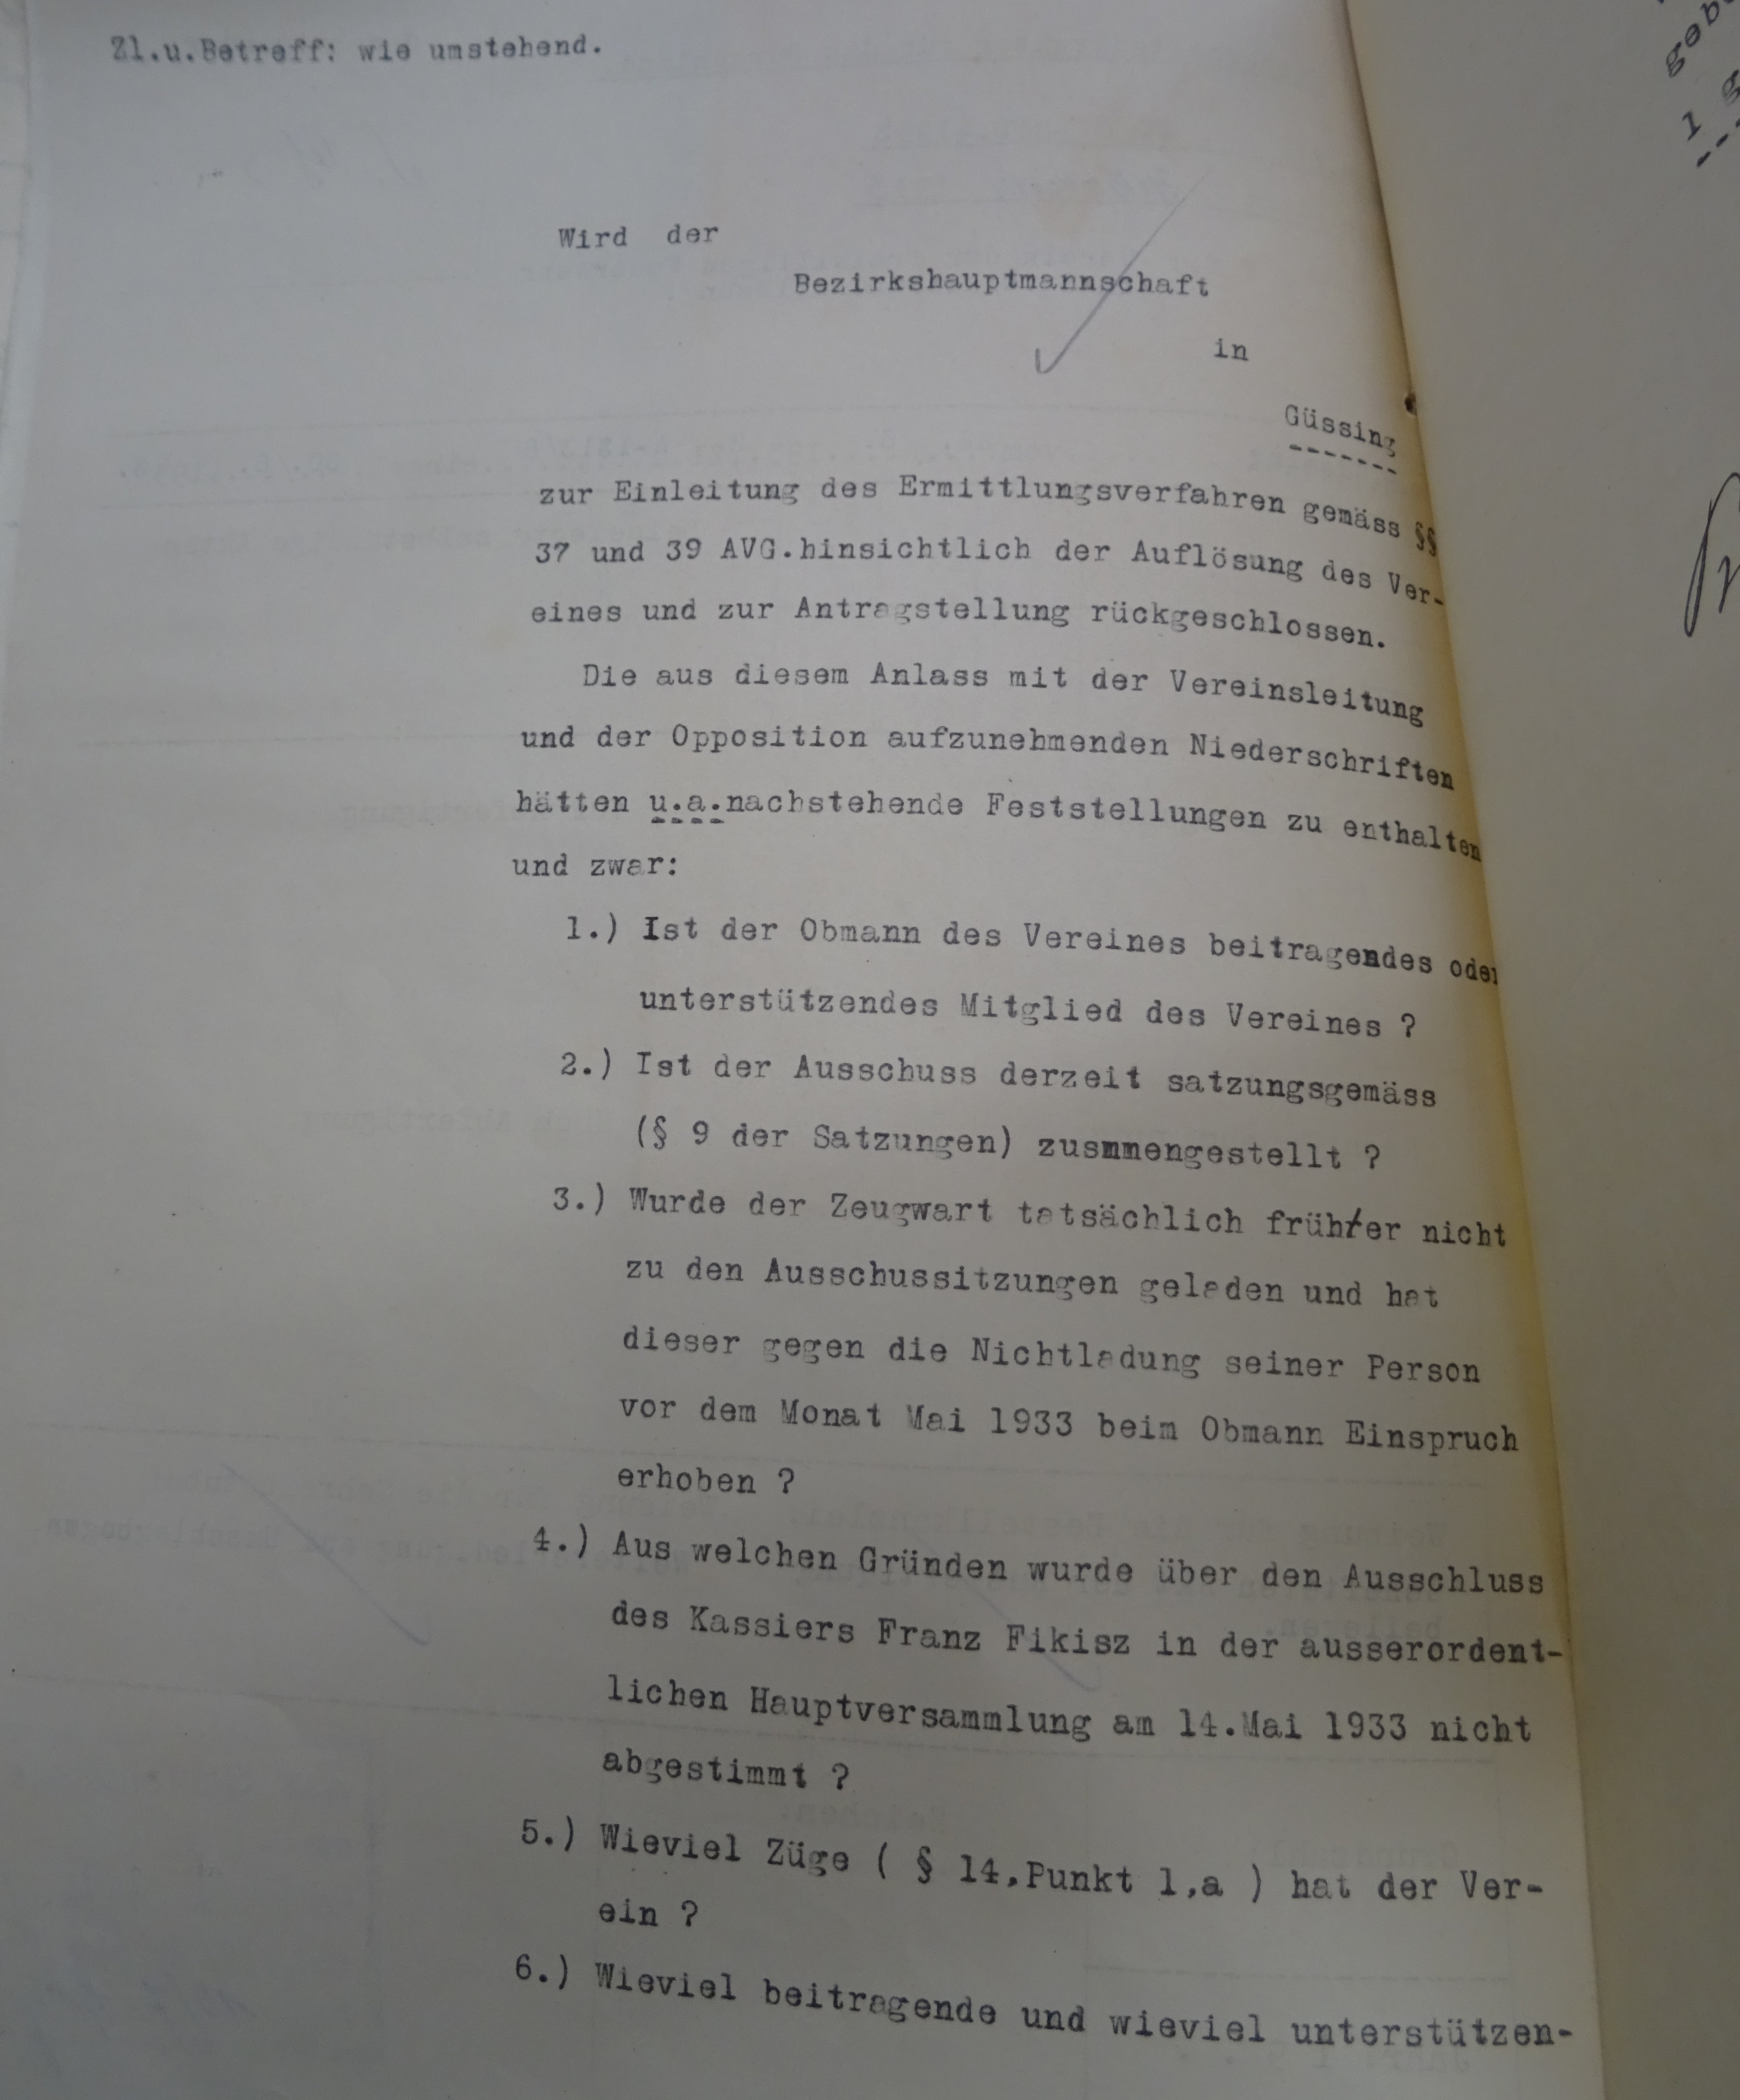 Zl.u.Betreff: wie umstehend.
Wird der
Bezirkshauptmannschaft
in
Güssing
zur Einleitung des Ermittlungsverfahren gemäss §§
37 und 39 AVG.hinsichtlich der Auflösung des Ver-
eines und zur Antragstellung rückgeschlossen.
Die aus diesem Anlass mit der Vereinsleitung
und der Opposition aufzunehmenden Niederschriften
hätten u.a.nachstehende Feststellungen zu enthalten
und zwar:
1.) Ist der Obmann des Vereines beitragendes oder
unterstützendes Mitglied des Vereines ?
2.) Ist der Ausschuss derzeit satzungsgemäss
(§ 9 der Satzungen) zusmmengestellt ?
3.) Wurde der Zeugwart tatsächlich früher nicht
zu den Ausschussitzungen geladen und hat
dieser gegen die Nichtladung seiner Person
vor dem Monat Mai 1933 beim Obmann Einspruch
erhoben ?
4.) Aus welchen Gründen wurde über den Ausschluss
des Kassiers Franz Fikisz in der ausserordent-
lichen Hauptversammlung am 14.Mai 1933 nicht
abgestimmt ?
5.) Wieviel Züge ( § 14,Punkt 1,a ) hat der Ver-
ein ?
6.) Wieviel beitragende und wieviel unterstützen-